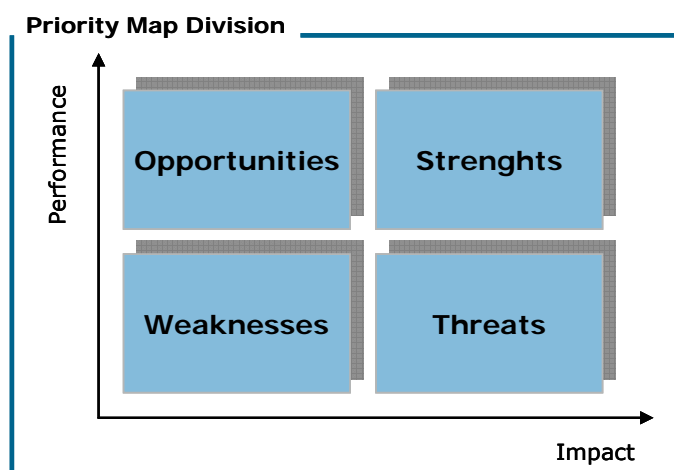 Priority Map Division
Performance
Opportunities
Strenghts
Weaknesses
Threats
Impact